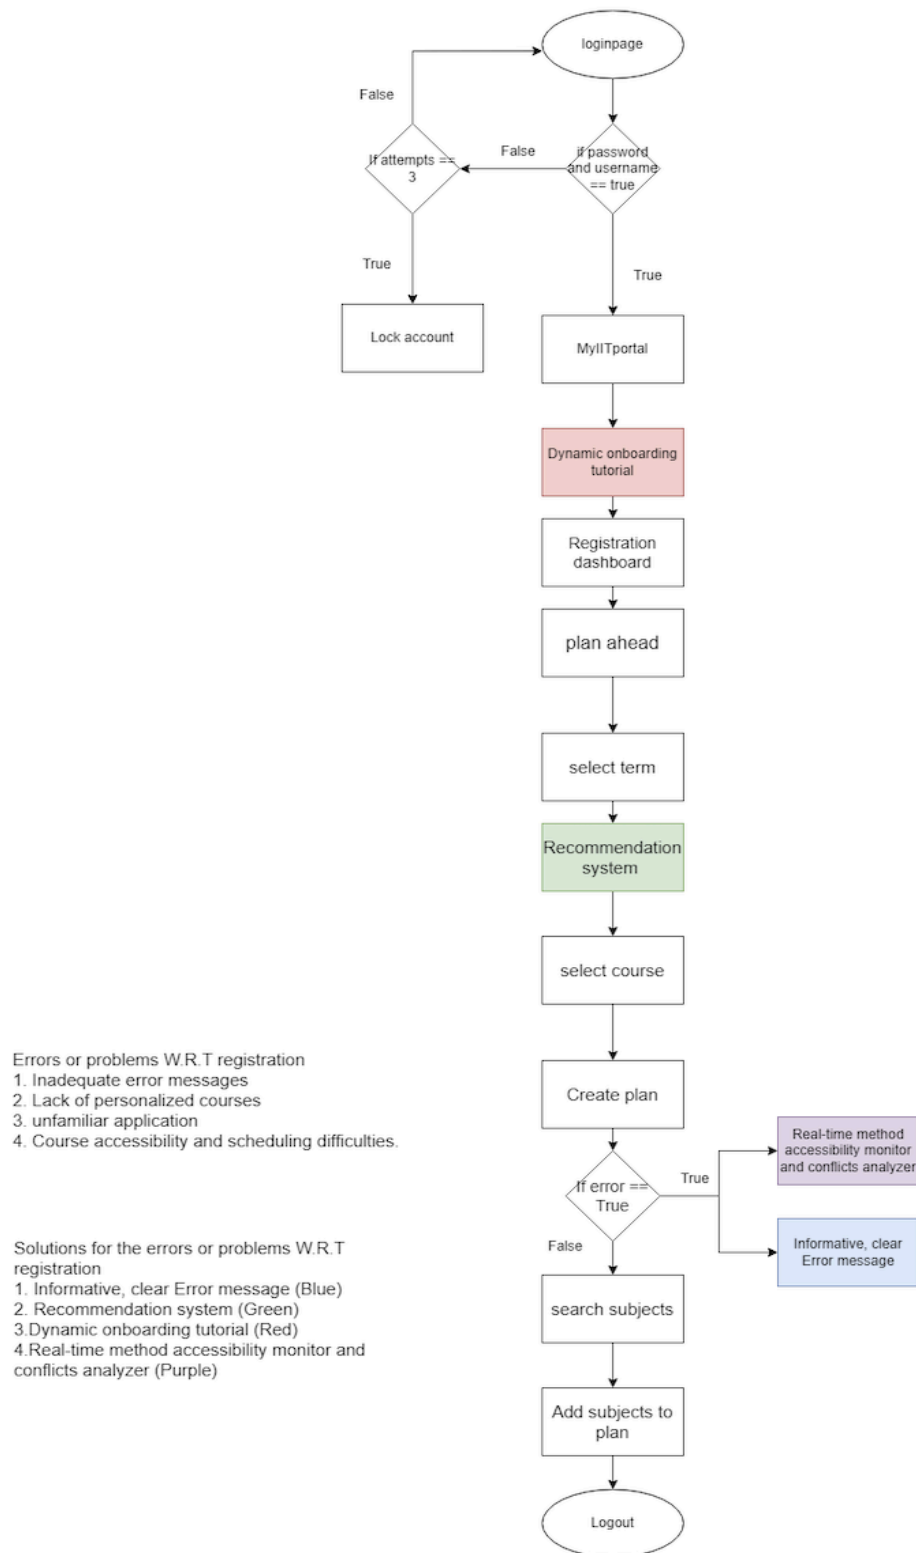 loginpage
False
If attempts ==
3
False
if password
and username
== true
True
True
Lock account
MyIITportal
Dynamic onboarding
tutorial
Registration
dashboard
plan ahead
select term
Recommendation
system
select course
Errors or problems W.R.T registration
1. Inadequate error messages
2. Lack of personalized courses
3. unfamiliar application
4. Course accessibility and scheduling difficulties.
Create plan
If error ==
True
True
Real-time method
accessibility monitor
and conflicts analyzer
Informative, clear
Error message
False
Solutions for the errors or problems W.R.T
registration
1. Informative, clear Error message (Blue)
2. Recommendation system (Green)
3.Dynamic onboarding tutorial (Red)
4.Real-time method accessibility monitor and
conflicts analyzer (Purple)
search subjects
Add subjects to
plan
Logout